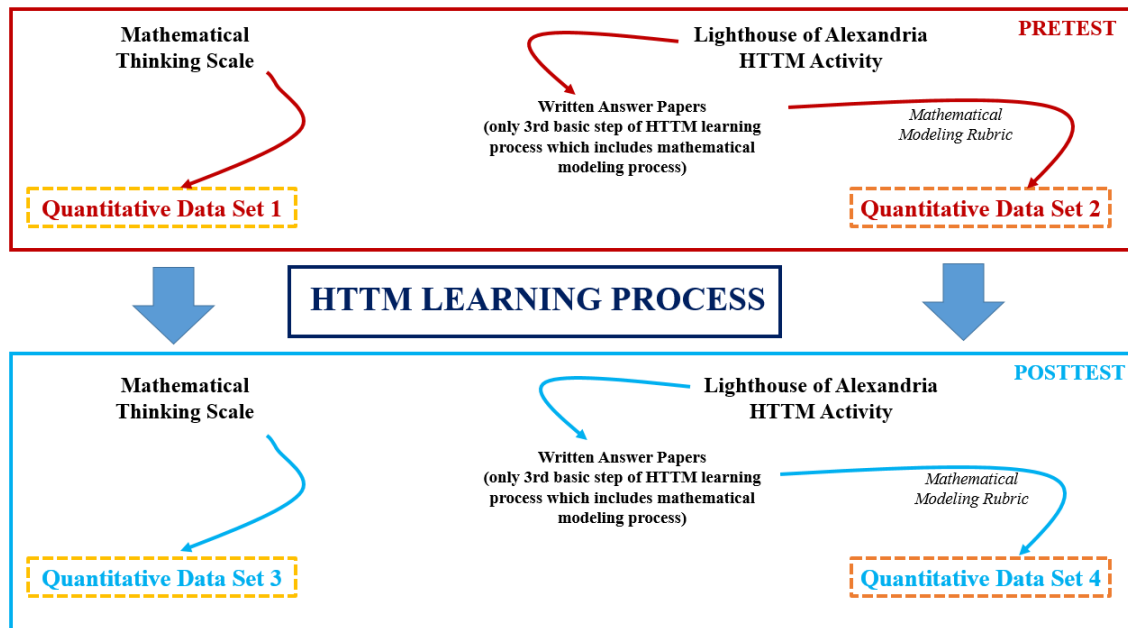 PRETEST
Mathematical
Thinking Scale
Lighthouse of Alexandria
HTTM Activity
Written Answer Papers
(only 3rd basic step of HTTM learning
process which includes mathematical
modeling process)
Mathematical
Modeling Rubric
Quantitative Data Set 1
Quantitative Data Set 2
HTTM LEARNING PROCESS
POSTTEST
Mathematical
Thinking Scale
Lighthouse of Alexandria
HTTM Activity
Written Answer Papers
(only 3rd basic step of HTTM learning
process which includes mathematical
modeling process)
Mathematical
Modeling Rubric
Quantitative Data Set 3
Quantitative Data Set 4